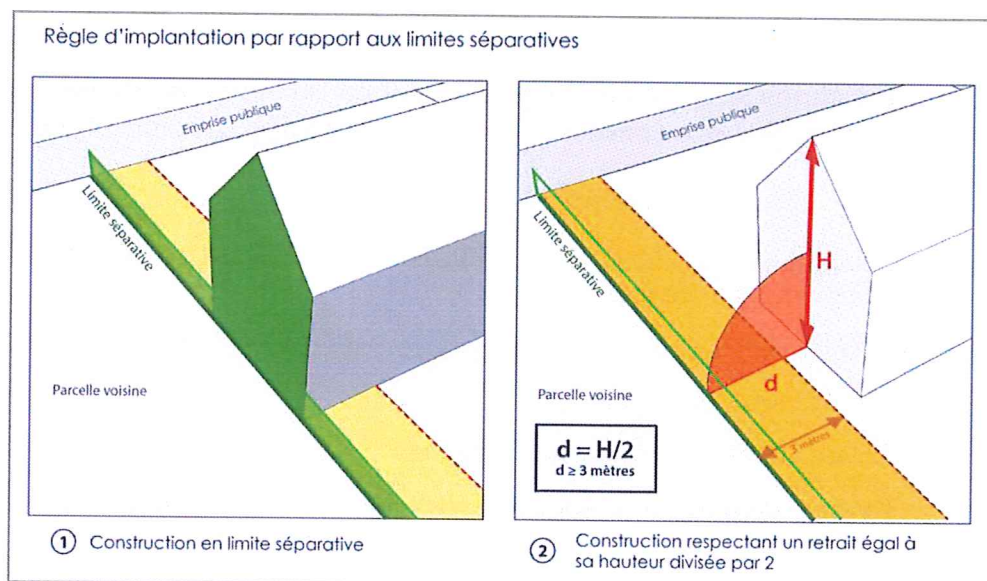 Règle d'implantation par rapport aux limites séparatives
Emprise publique
Limite séparative
Parcelle voisine
① Construction en limite séparative
Emprise publique
Limite séparative
H
d
3 mètres
Parcelle voisine
d = H/2
d ≥ 3 mètres
② Construction respectant un retrait égal à
sa hauteur divisée par 2